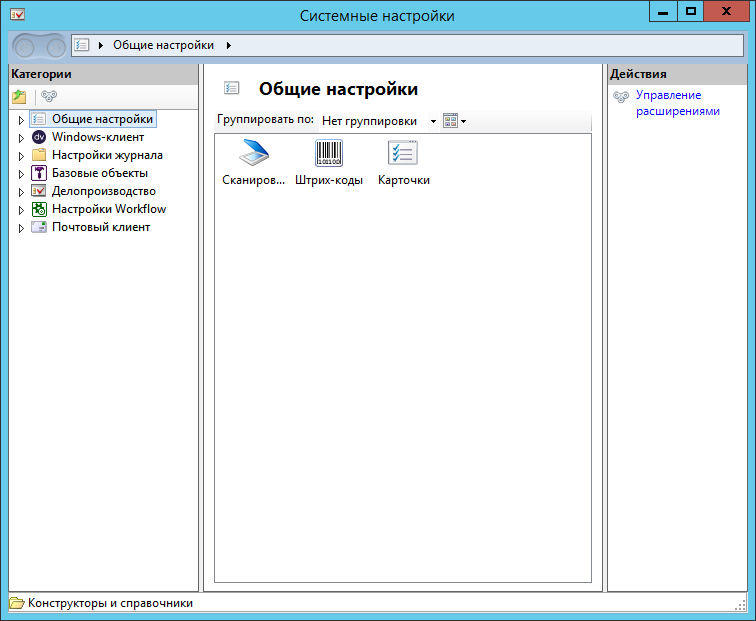 Системные настройки
Общие настройки
Категории
Общие настройки
Windows-клиент
Настройки журнала
Базовые объекты
Делопроизводство
Настройки Workflow
Почтовый клиент
Общие настройки
Группировать по: Нет группировки
Сканиров... Штрих-коды Карточки
Действия
Управление
расширениями
Конструкторы и справочники